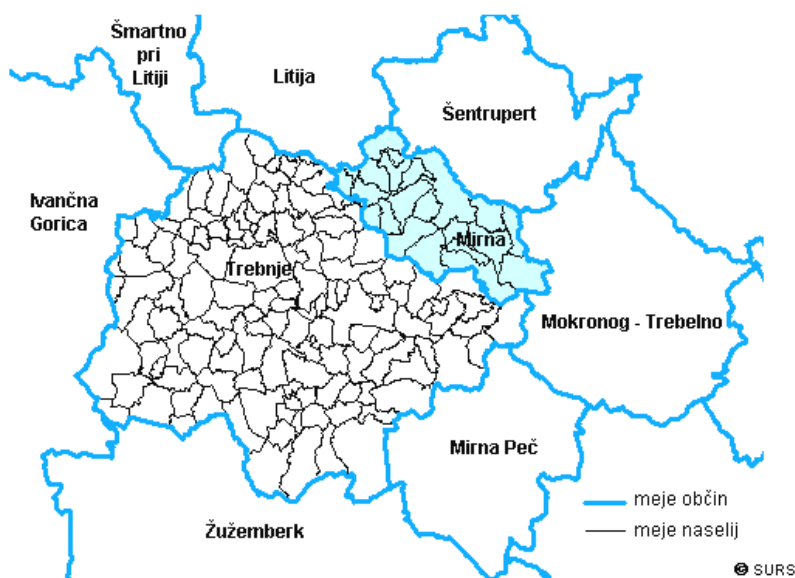 Šmartno
pri
Litiji
Litija
Šentrupert
Ivančna
Gorica
Mirna
Trebnje
Mokronog - Trebelno
Mirna Peč
Žužemberk
meje občin
meje naselij
© SURS